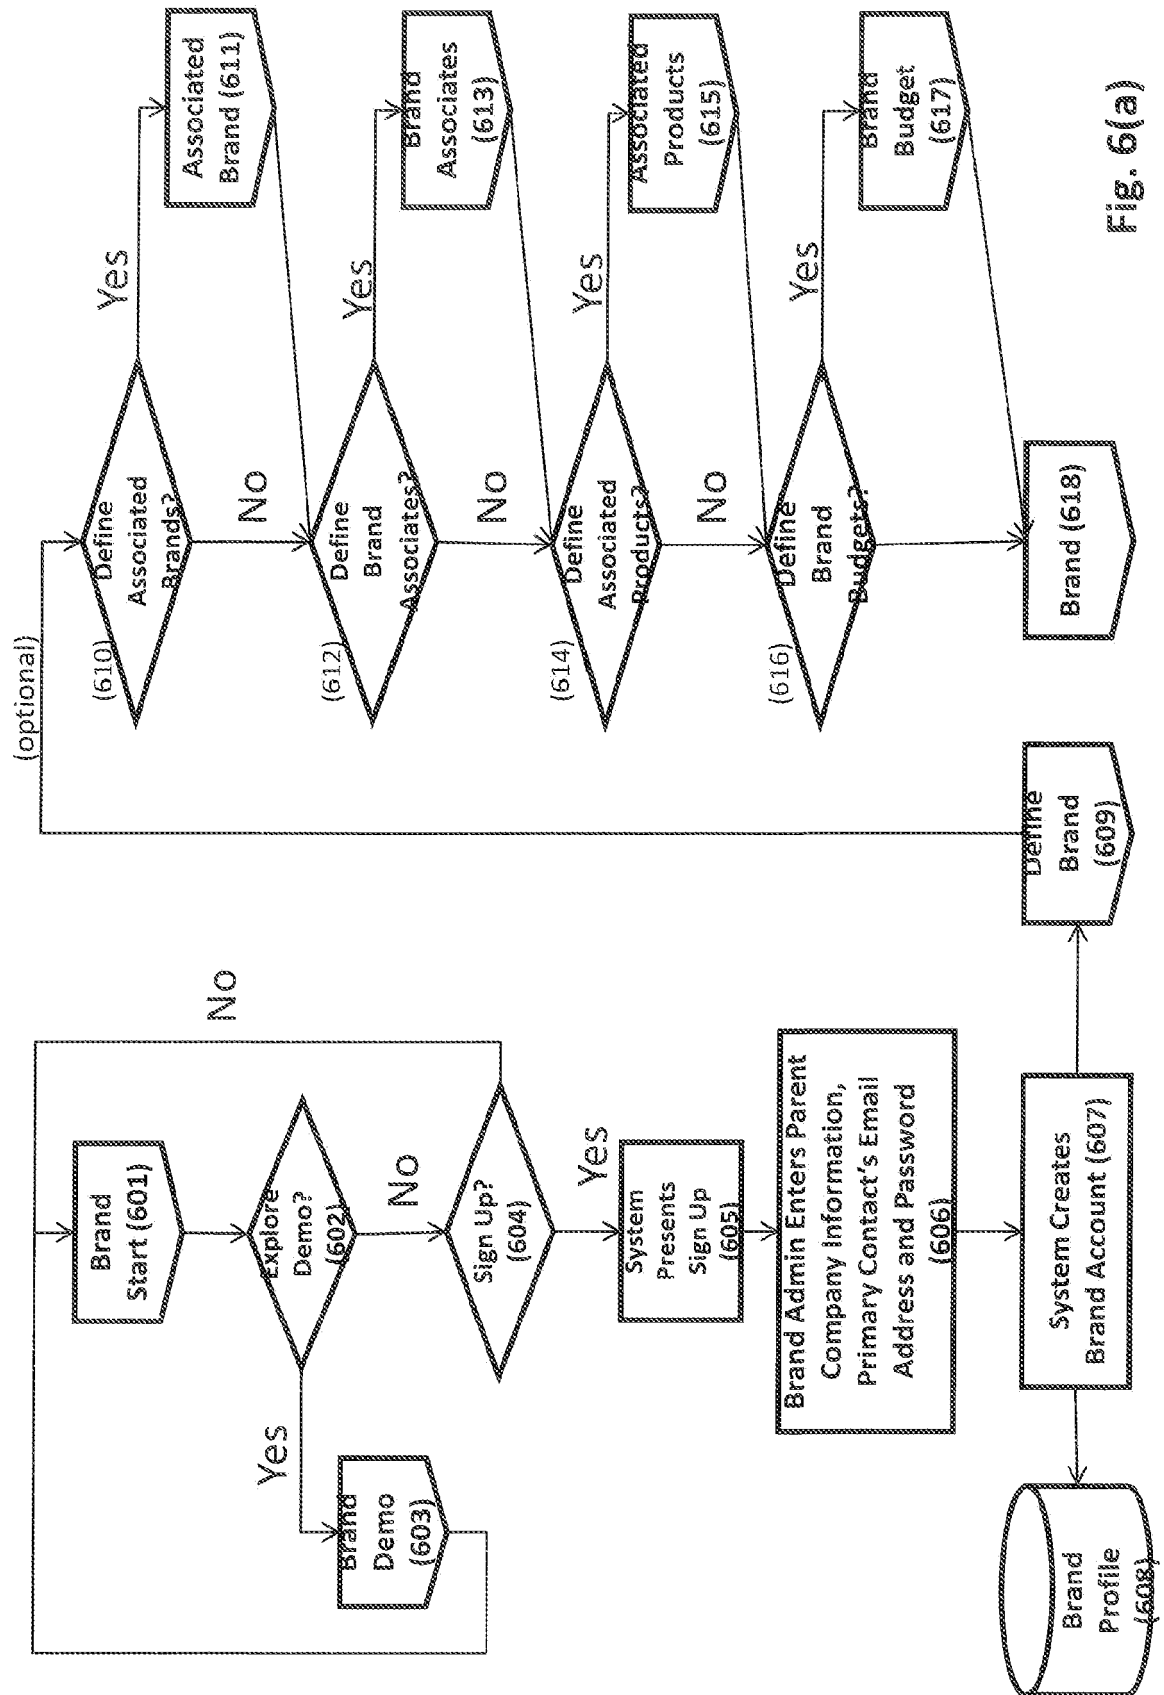 Brand
Start (601)
Explore
Demo?
(602)
Yes
No
Brand
Demo
(603)
Sign Up?
(604)
No
Yes
System
Presents
Sign Up
(605)
Brand Admin Enters Parent
Company Information,
Primary Contact's Email
Address and Password
(606)
System Creates
Brand Account (607)
Brand
Profile
(608)
Define
Brand
(609)
(optional)
(610)
Define
Associated
Brands?
Yes
Associated
Brand (611)
No
(612)
Define
Brand
Associates?
Yes
Brand
Associates
(613)
No
(614)
Define
Associated
Products?
Yes
Associated
Products
(615)
No
(616)
Define
Brand
Budgets?
Yes
Brand
Budget
(617)
Brand (618)
Fig. 6(a)